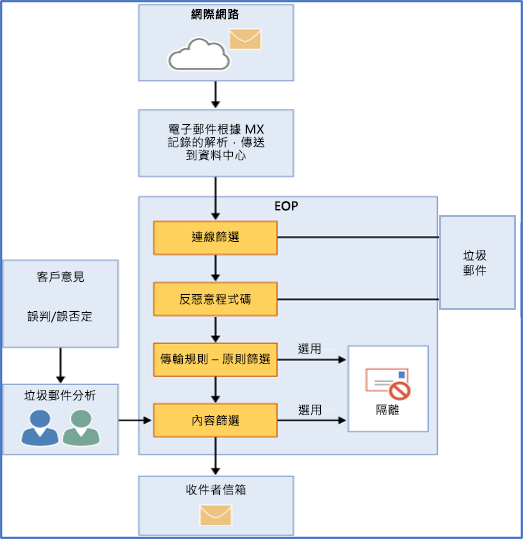 網際網路
電子郵件根據 MX
記錄的解析，傳送
到資料中心
EOP
連線篩選
垃圾
郵件
客戶意見
誤判/誤否定
反惡意程式碼
傳輸規則 – 原則篩選
選用
垃圾郵件分析
內容篩選
選用
隔離
收件者信箱